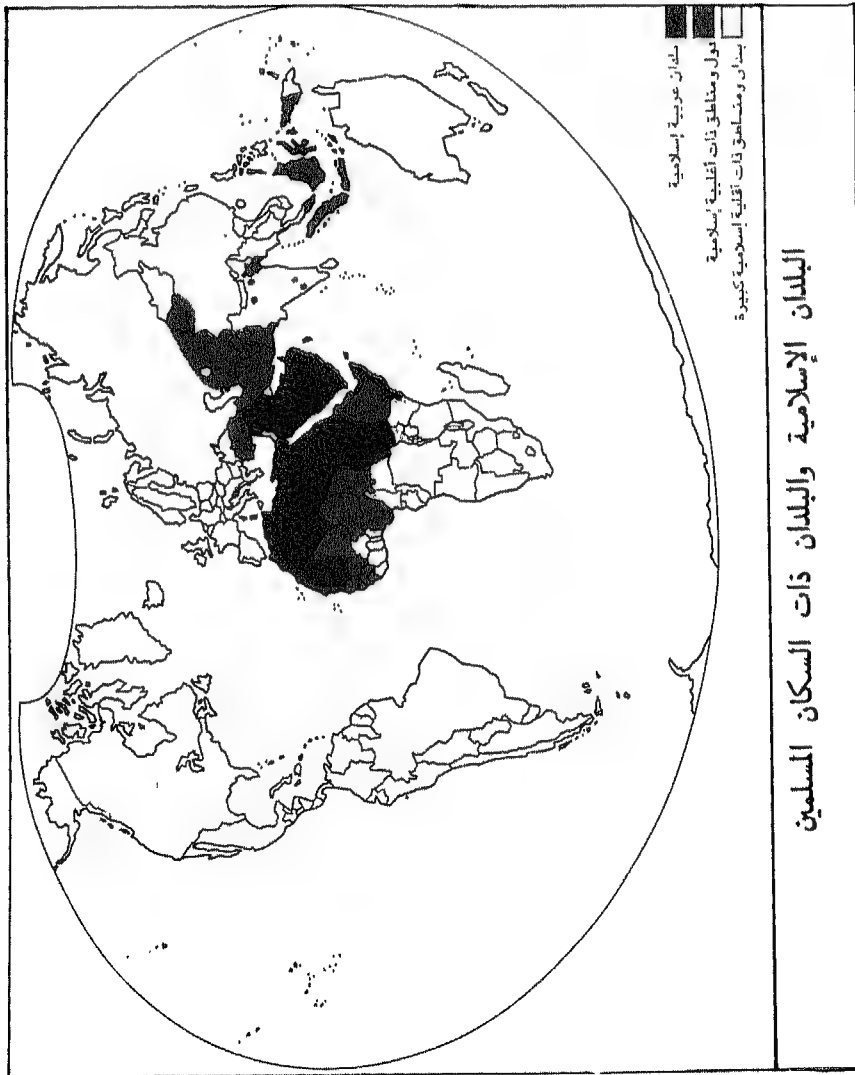 البلدان الإسلامية والبلدان ذات السكان المسلمين
بلدان عربية إسلامية
دول ومناطق ذات أغلبية إسلامية
بلدان ومناطق ذات أقلية إسلامية كبيرة